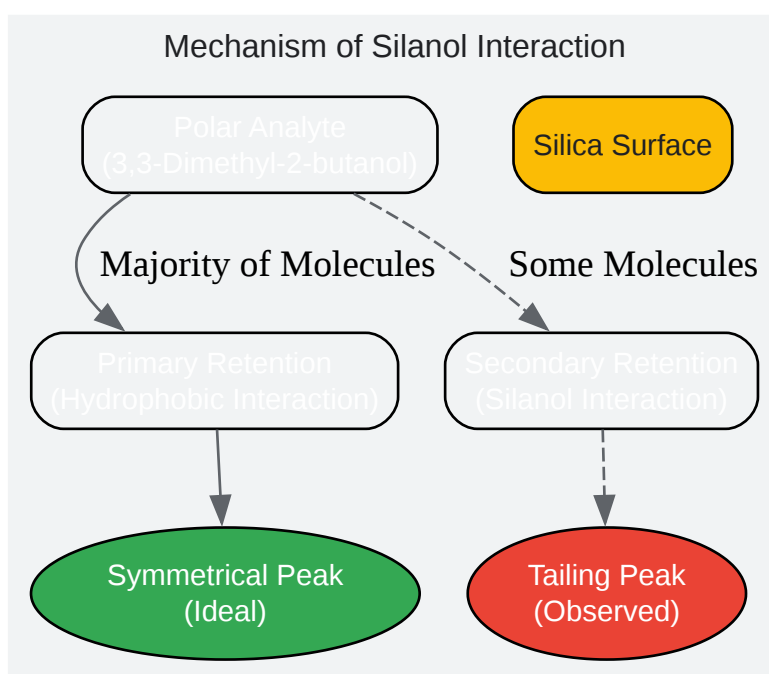 Mechanism of Silanol Interaction
Polar Analyte
(3,3-Dimethyl-2-butanol)
Silica Surface
Majority of Molecules
Some Molecules
Primary Retention
(Hydrophobic Interaction)
Secondary Retention
(Silanol Interaction)
Symmetrical Peak
(Ideal)
Tailing Peak
(Observed)